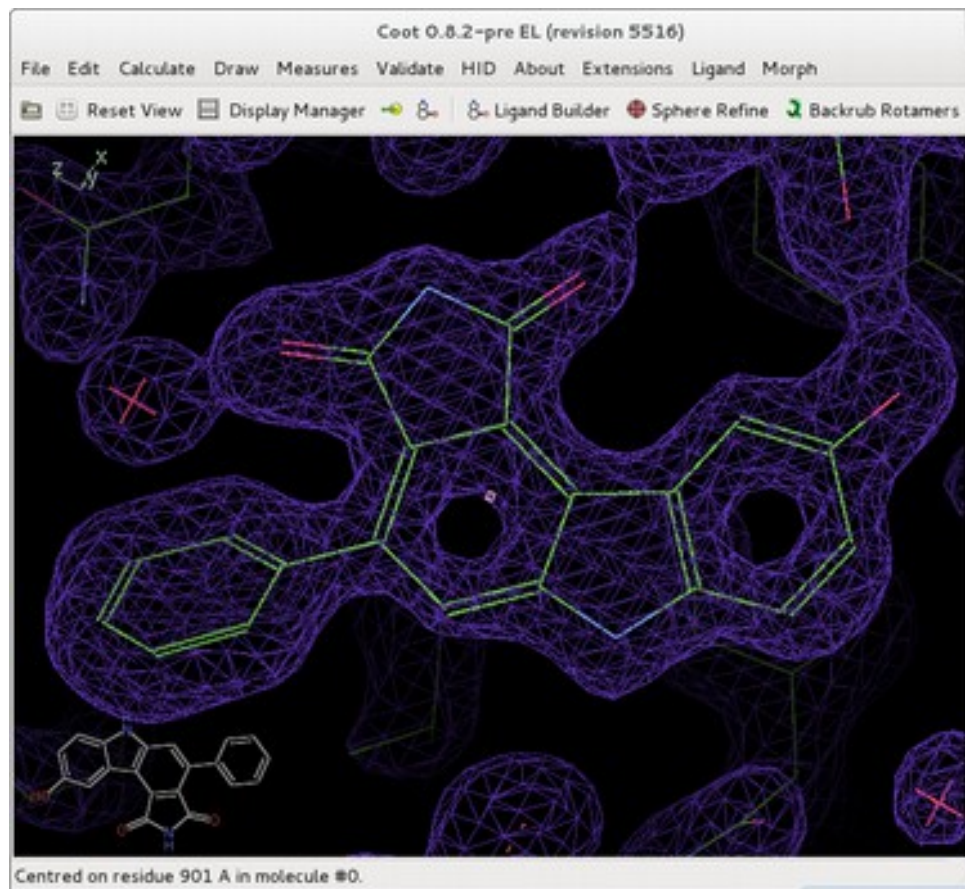 Coot 0.8.2-pre EL (revision 5516)
File Edit Calculate Draw Measures Validate HID About Extensions Ligand Morph
Reset View Display Manager Ligand Builder Sphere Refine Backrub Rotamers
X
Z
Y
N
O
O
N
H
Centred on residue 901 A in molecule #0.